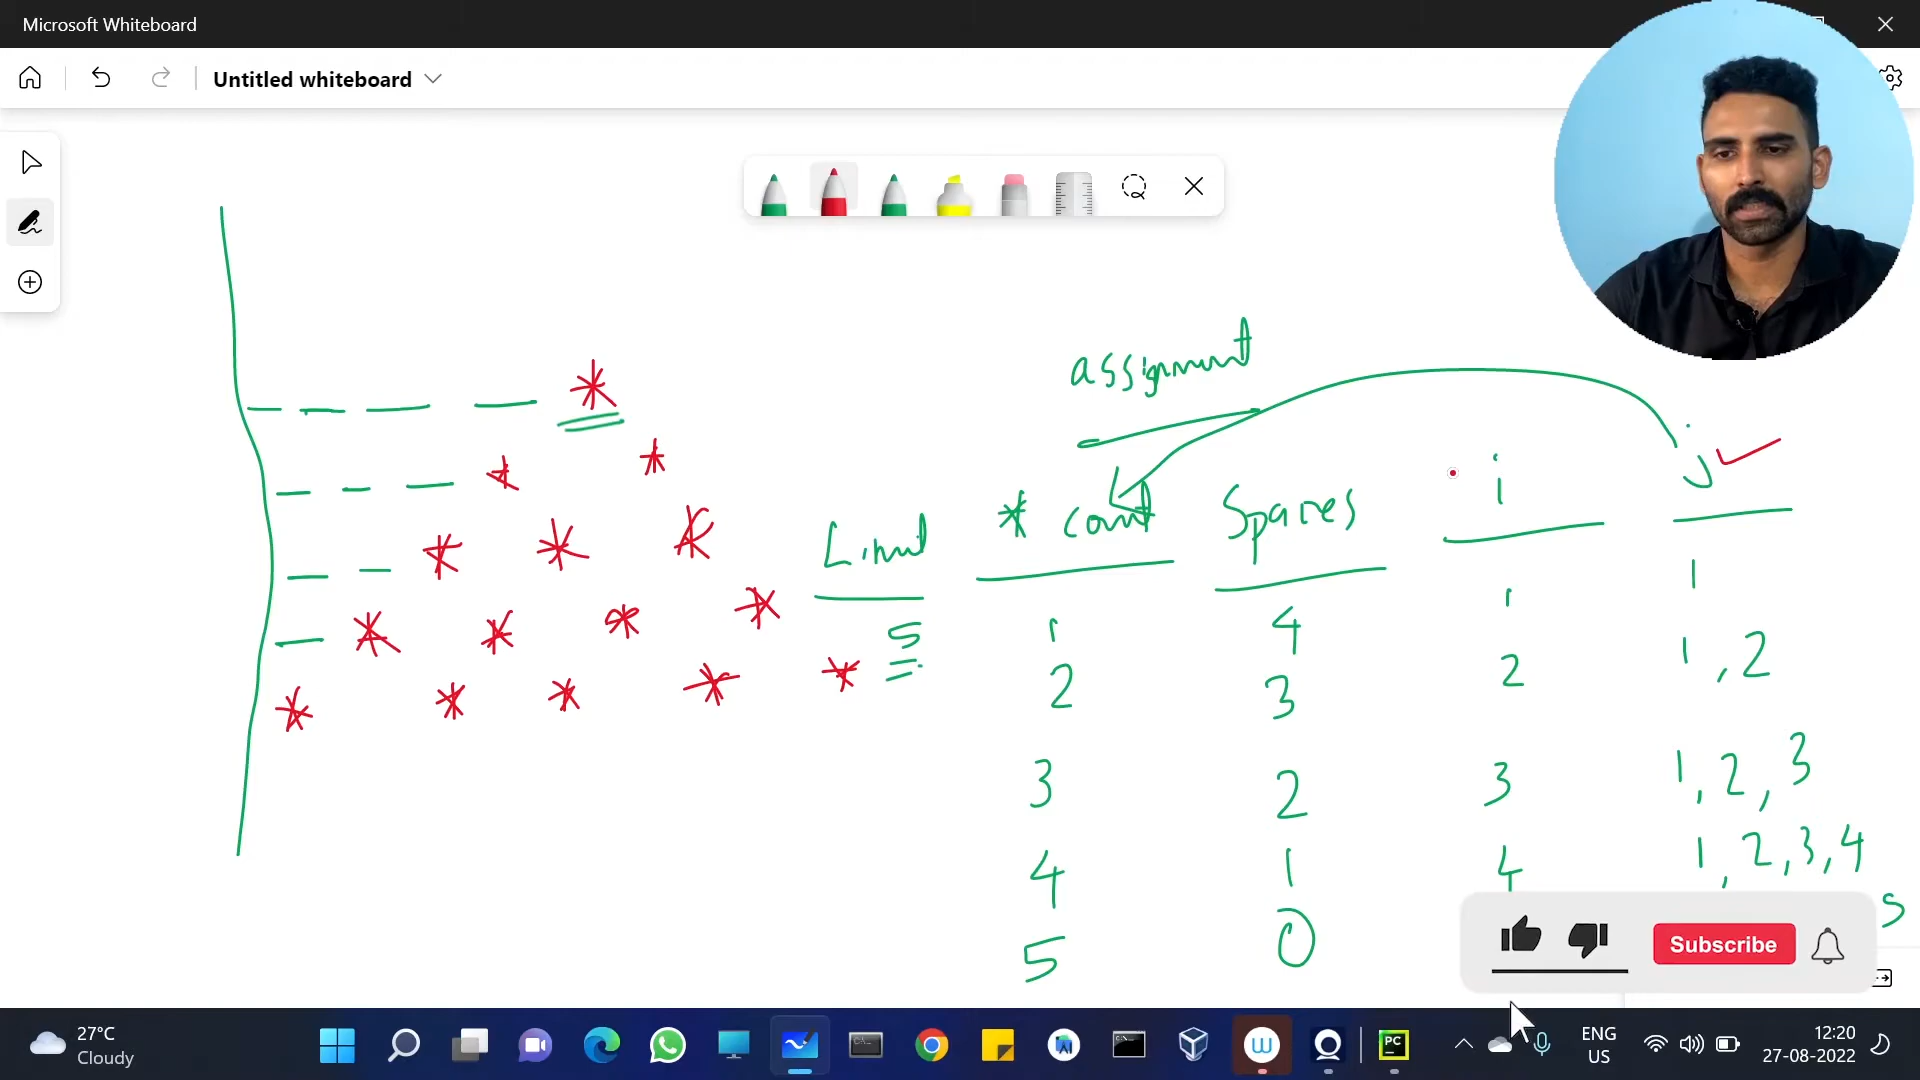 Microsoft Whiteboard
Untitled whiteboard
assignment
Limit * count Spaces i j
5 1 4 1 1
2 3 2 1, 2
3 2 3 1, 2, 3
4 1 4 1, 2, 3, 4
5 0 5
Subscribe
27°C
Cloudy
ENG
US
12:20
27-08-2022
PC